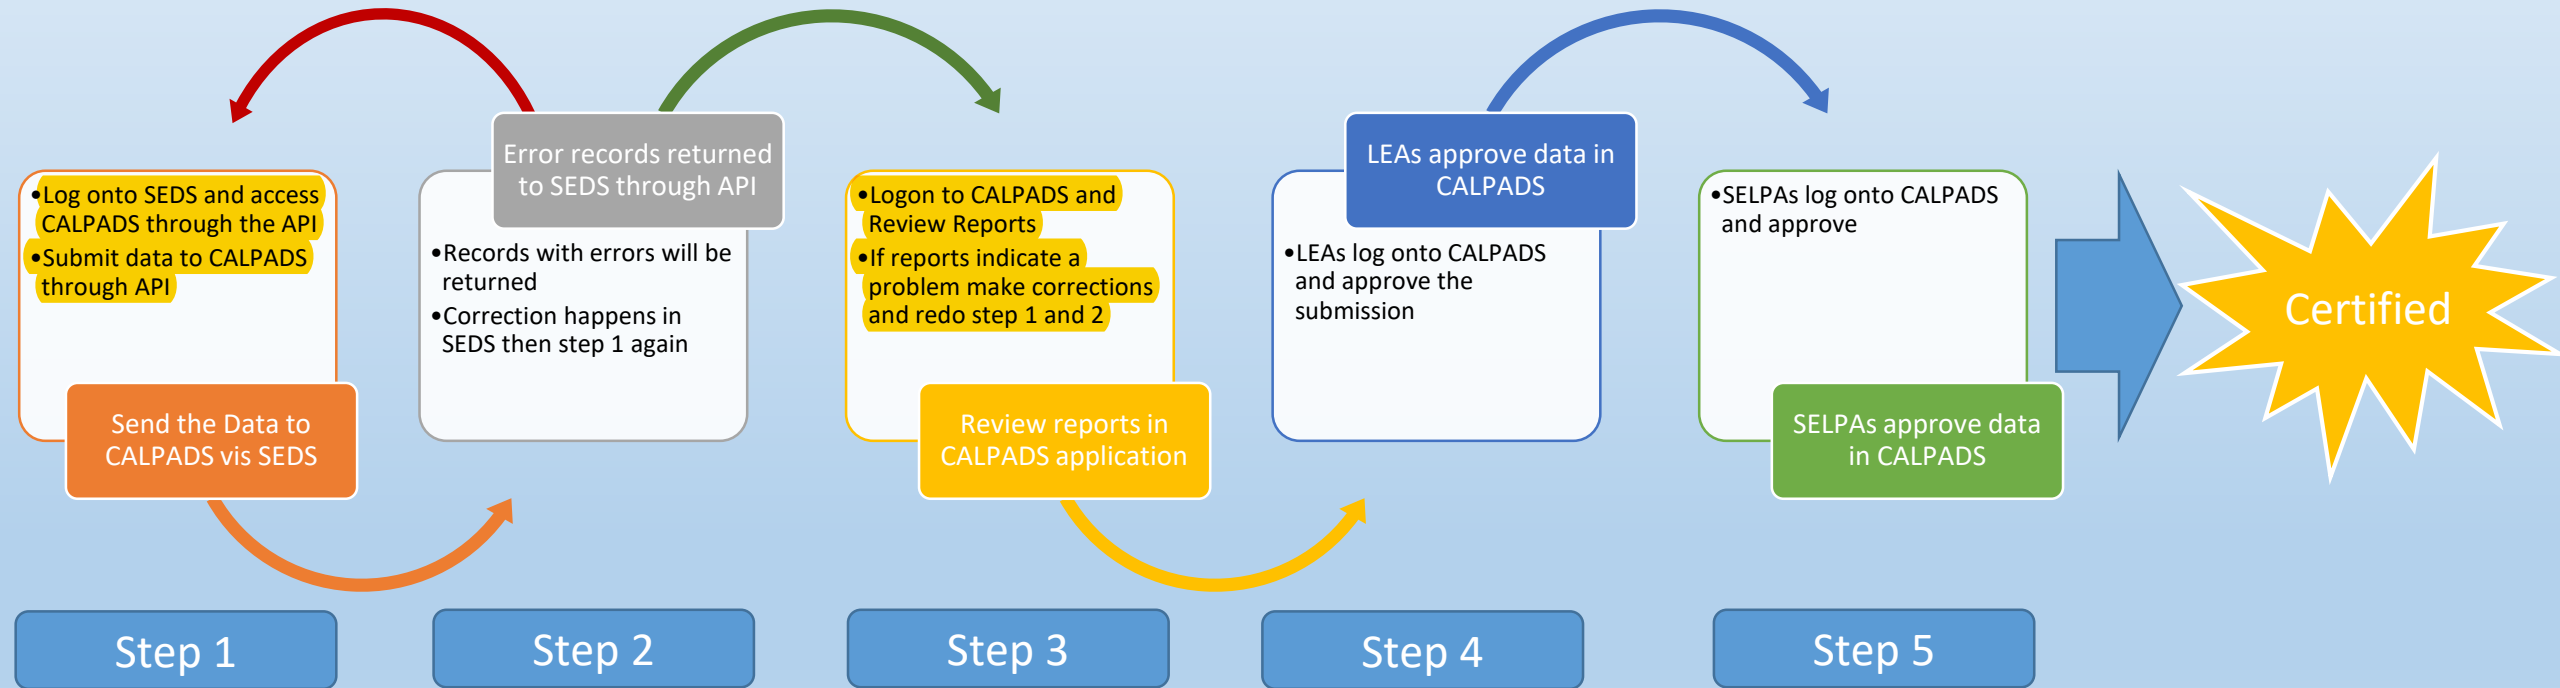 •Log onto SEDS and access
CALPADS through the API
•Submit data to CALPADS
through API
Send the Data to
CALPADS vis SEDS
Error records returned
to SEDS through API
•Records with errors will be
returned
•Correction happens in
SEDS then step 1 again
•Logon to CALPADS and
Review Reports
•If reports indicate a
problem make corrections
and redo step 1 and 2
Review reports in
CALPADS application
LEAs approve data in
CALPADS
•LEAs log onto CALPADS
and approve the
submission
•SELPAs log onto CALPADS
and approve
SELPAs approve data
in CALPADS
Certified
Step 1
Step 2
Step 3
Step 4
Step 5